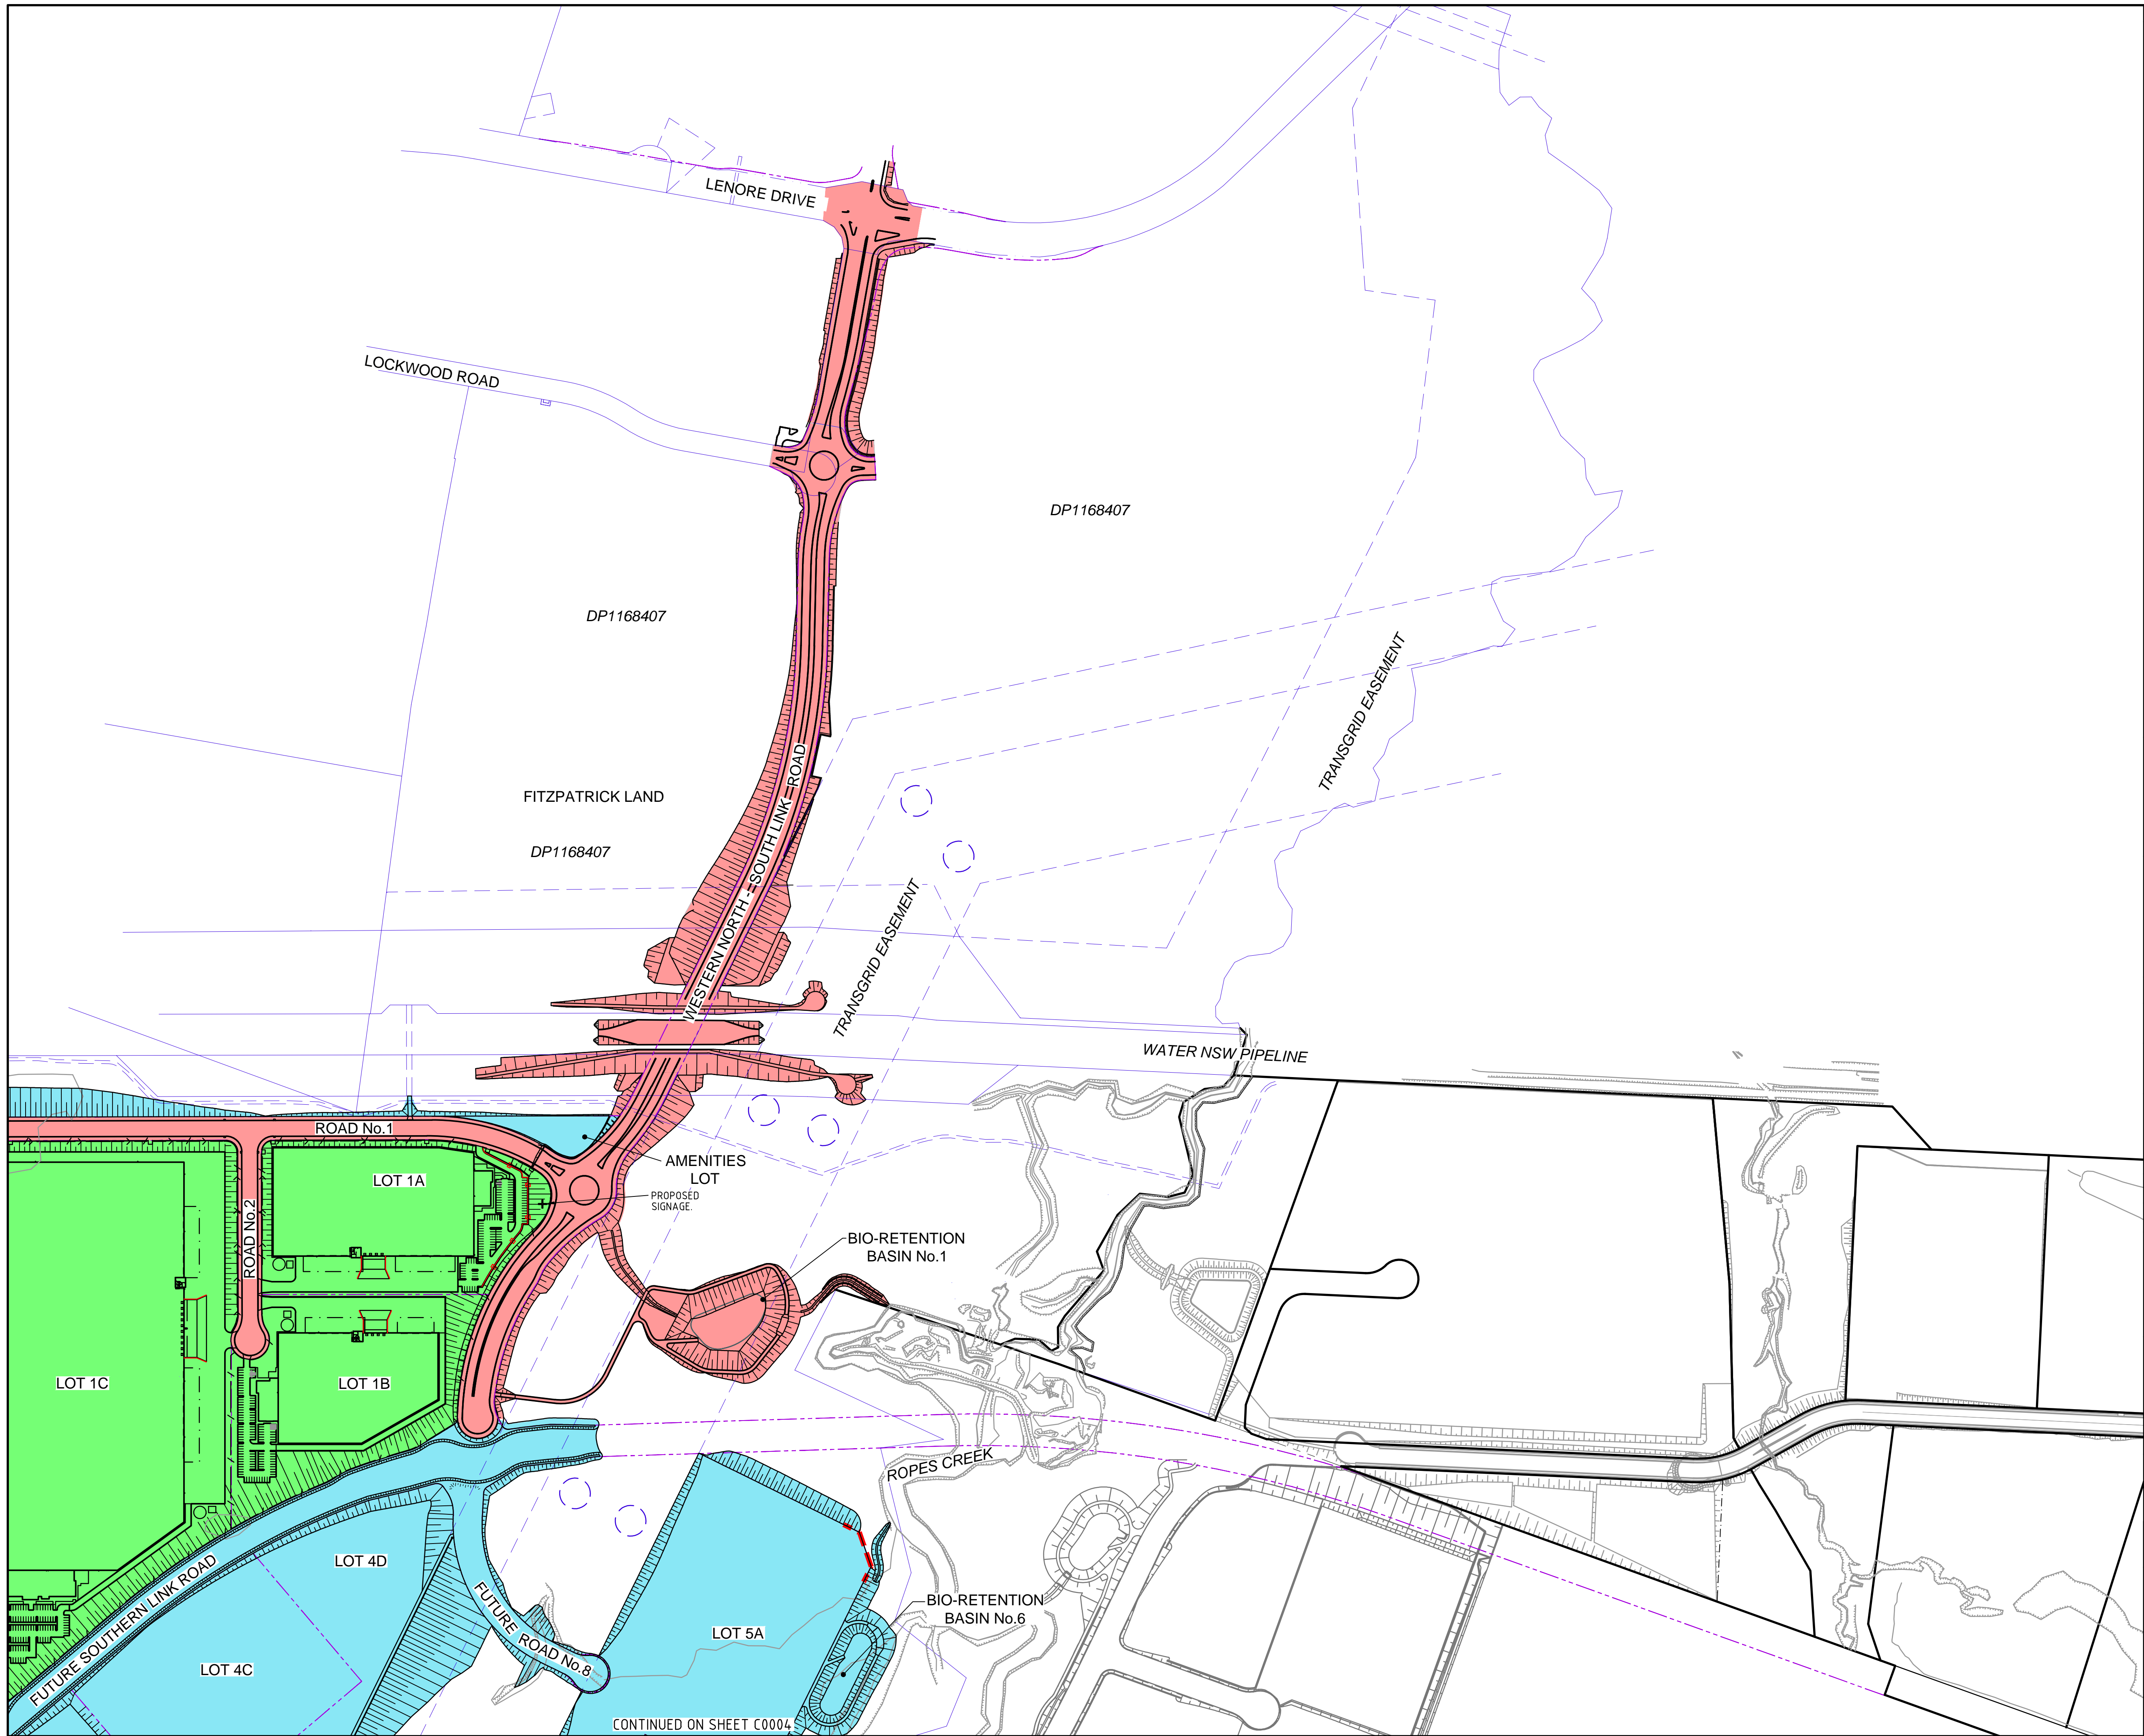 LENORE DRIVE
LOCKWOOD ROAD
DP1168407
DP1168407
TRANSGRID EASEMENT
WESTERN NORTH - SOUTH LINK ROAD
FITZPATRICK LAND
DP1168407
TRANSGRID EASEMENT
WATER NSW PIPELINE
ROAD No.1
AMENITIES
LOT
LOT 1A
PROPOSED
SIGNAGE.
ROAD No.2
BIO-RETENTION
BASIN No.1
LOT 1C
LOT 1B
ROPES CREEK
LOT 4D
FUTURE SOUTHERN LINK ROAD
FUTURE ROAD No.8
BIO-RETENTION
BASIN No.6
LOT 5A
LOT 4C
CONTINUED ON SHEET C0004